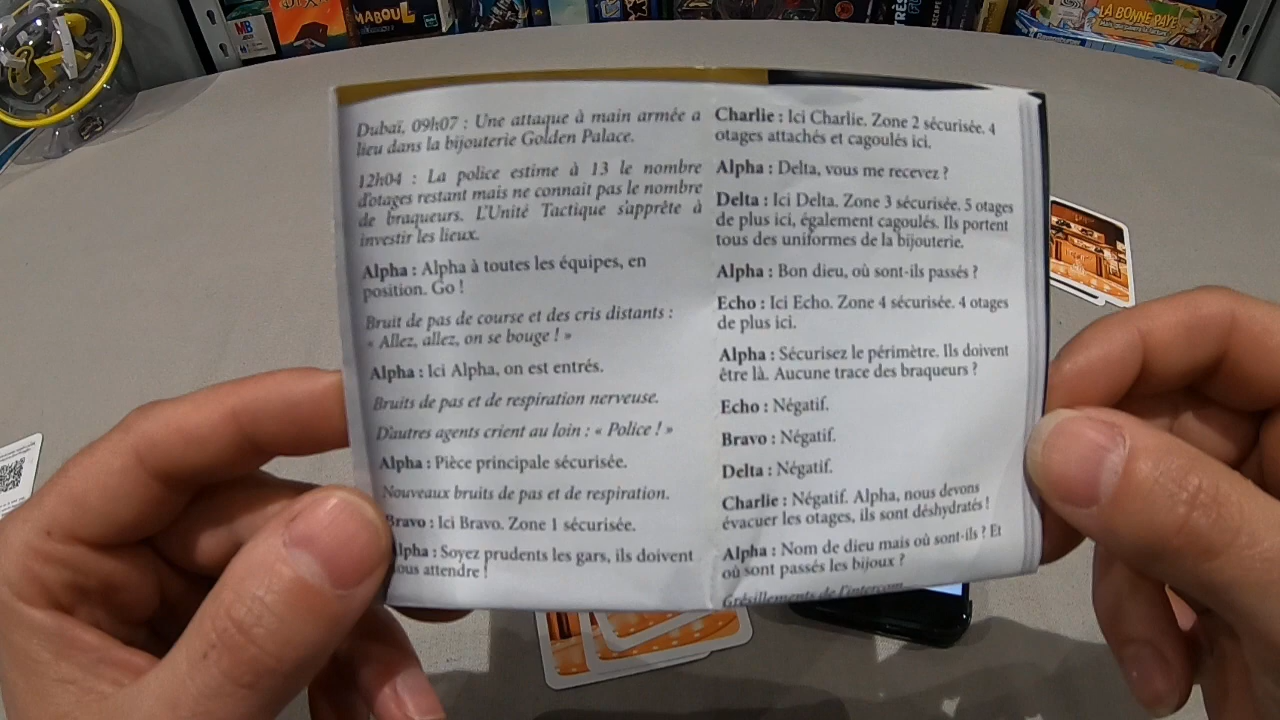 MABOUL
LA BONNE PAYE
Dubaï, 09h07 : Une attaque à main armée a
lieu dans la bijouterie Golden Palace.
12h04 : La police estime à 13 le nombre
d'otages restant mais ne connait pas le nombre
de braqueurs. L'Unité Tactique s'apprête à
investir les lieux.
Alpha : Alpha à toutes les équipes, en
position. Go !
Bruit de pas de course et des cris distants :
« Allez, allez, on se bouge ! »
Alpha : Ici Alpha, on est entrés.
Bruits de pas et de respiration nerveuse.
D'autres agents crient au loin : « Police ! »
Alpha : Pièce principale sécurisée.
Nouveaux bruits de pas et de respiration.
Bravo : Ici Bravo. Zone 1 sécurisée.
lpha : Soyez prudents les gars, ils doivent
ous attendre !
Charlie : Ici Charlie. Zone 2 sécurisée. 4
otages attachés et cagoulés ici.
Alpha : Delta, vous me recevez ?
Delta : Ici Delta. Zone 3 sécurisée. 5 otages
de plus ici, également cagoulés. Ils portent
tous des uniformes de la bijouterie.
Alpha : Bon dieu, où sont-ils passés ?
Echo : Ici Echo. Zone 4 sécurisée. 4 otages
de plus ici.
Alpha : Sécurisez le périmètre. Ils doivent
être là. Aucune trace des braqueurs ?
Echo : Négatif.
Bravo : Négatif.
Delta : Négatif.
Charlie : Négatif. Alpha, nous devons
évacuer les otages, ils sont déshydratés !
Alpha : Nom de dieu mais où sont-ils ? Et
où sont passés les bijoux ?
Grésillements de l'intercom